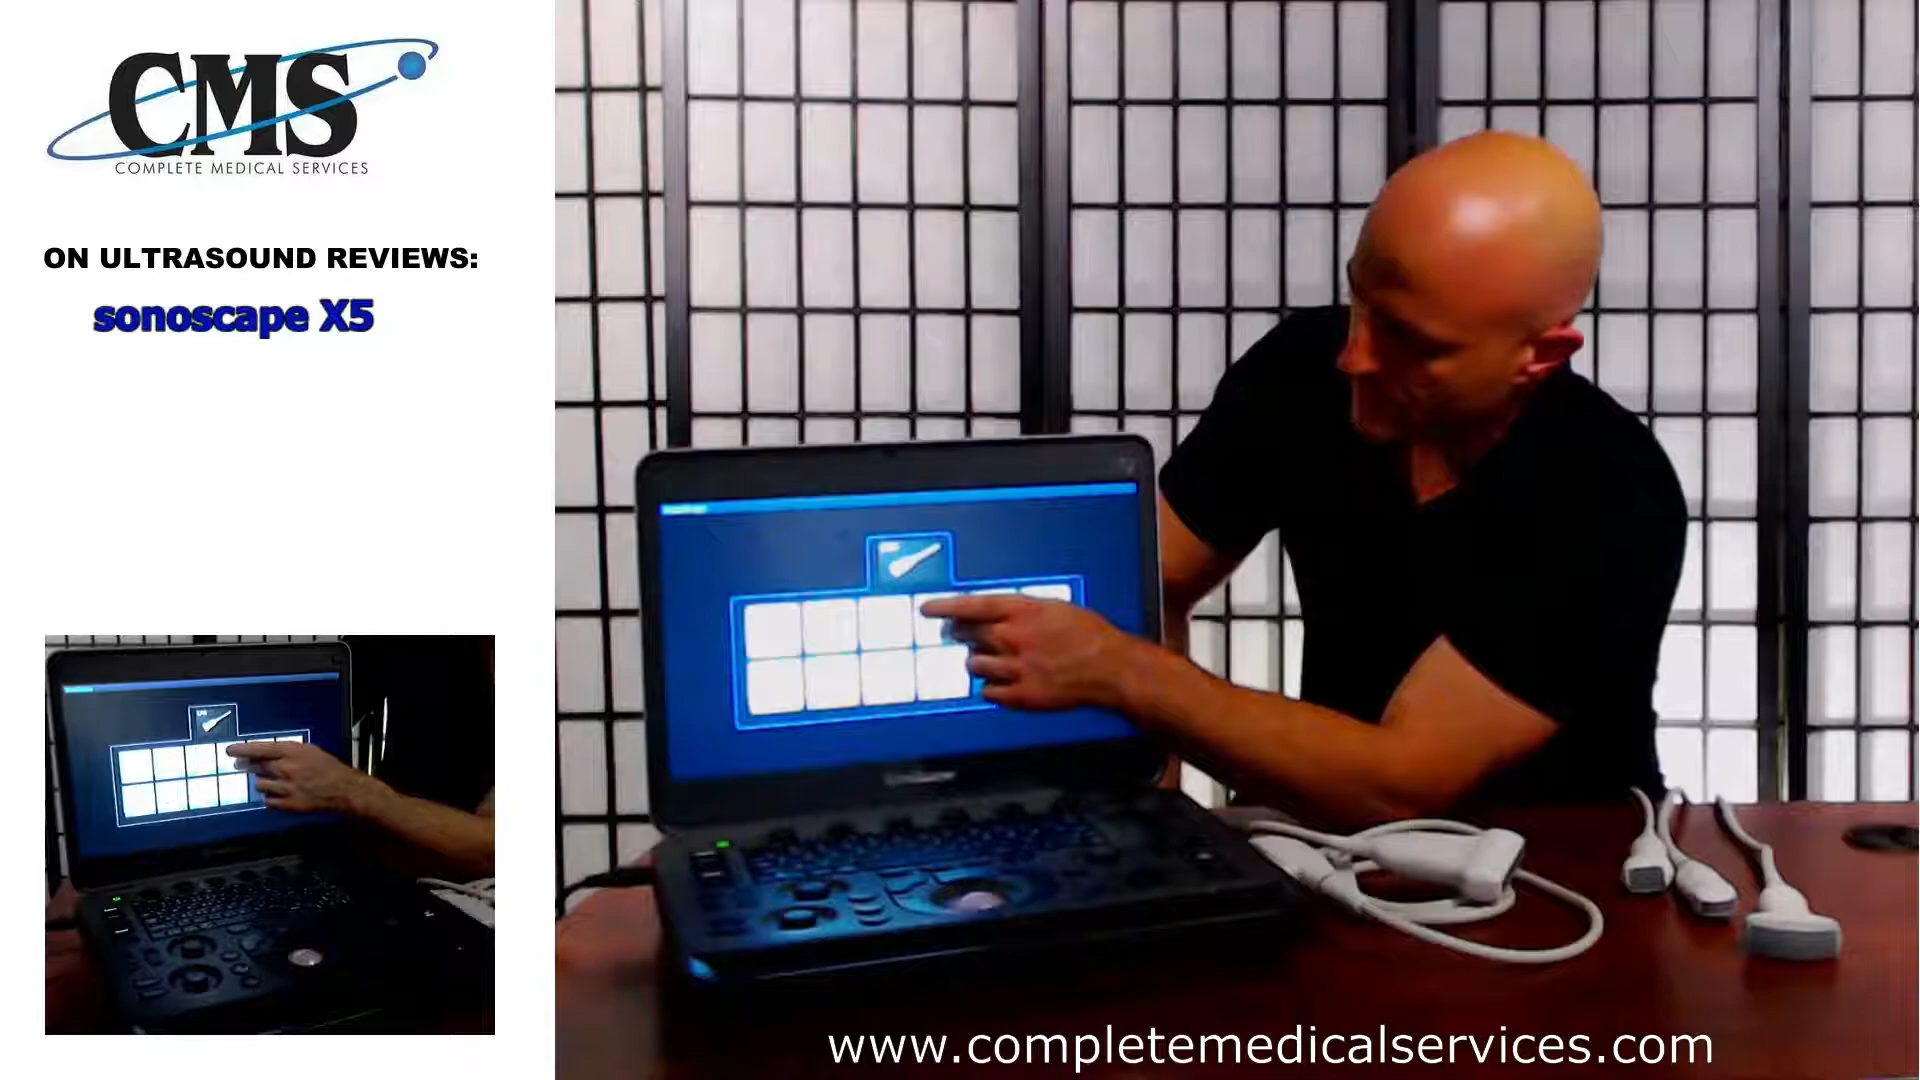 CMS
COMPLETE MEDICAL SERVICES
ON ULTRASOUND REVIEWS:
sonoscape X5
www.completemedicalservices.com